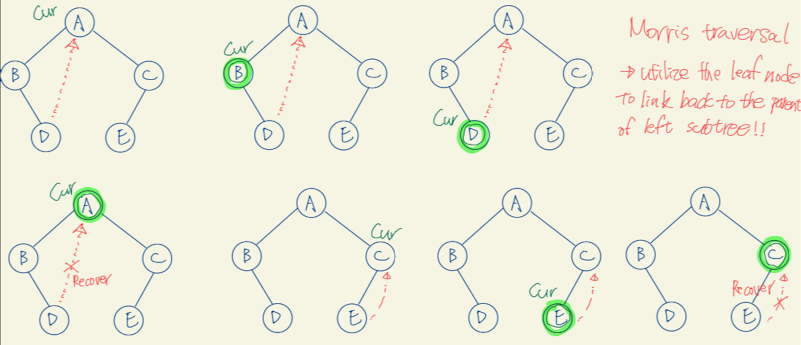 Cur
A
B
C
D
E
A
Cur
B
C
D
E
A
B
C
Cur
D
E
Morris traversal
→ utilize the leaf node
To link back to the parent
of left subtree!!
Cur
A
B
C
Recover
D
E
A
Cur
B
C
D
E
A
B
C
Cur
D
E
A
B
C
Recover
D
E